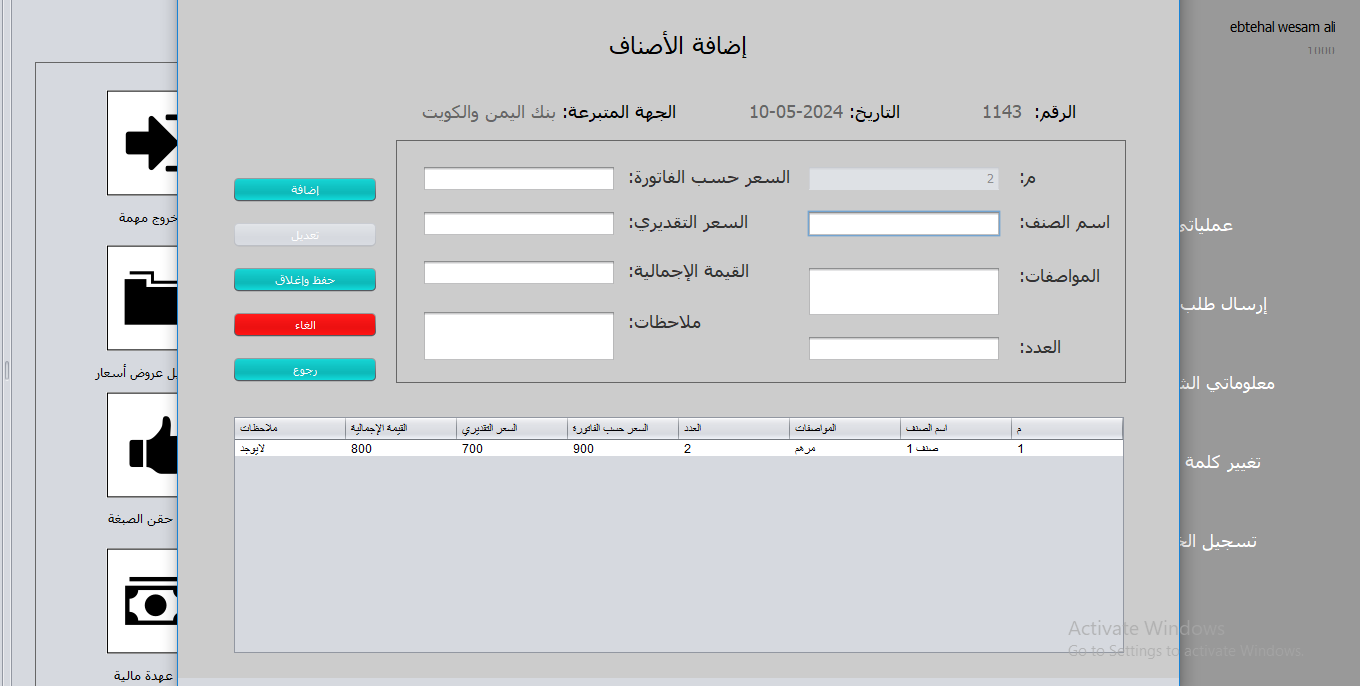 ebtehal wesam ali
1000
إضافة الأصناف
الرقم: 1143 التاريخ: 2024-05-10 الجهة المتبرعة: بنك اليمن والكويت
م: 2 السعر حسب الفاتورة:
اسم الصنف: السعر التقديري:
المواصفات: القيمة الإجمالية:
العدد: ملاحظات:
إضافة
تعديل
حفظ وإغلاق
الغاء
رجوع
م اسم الصنف المواصفات العدد السعر حسب الفاتورة السعر التقديري القيمة الإجمالية ملاحظات
1 صنف 1 مرهم 2 900 700 800 لايوجد
عملياتي
إرسال طلب
معلوماتي
تغيير كلمة
تسجيل
خروج مهمة
عروض أسعار
حقن الصبغة
عهدة مالية
Activate Windows
Go to Settings to activate Windows.